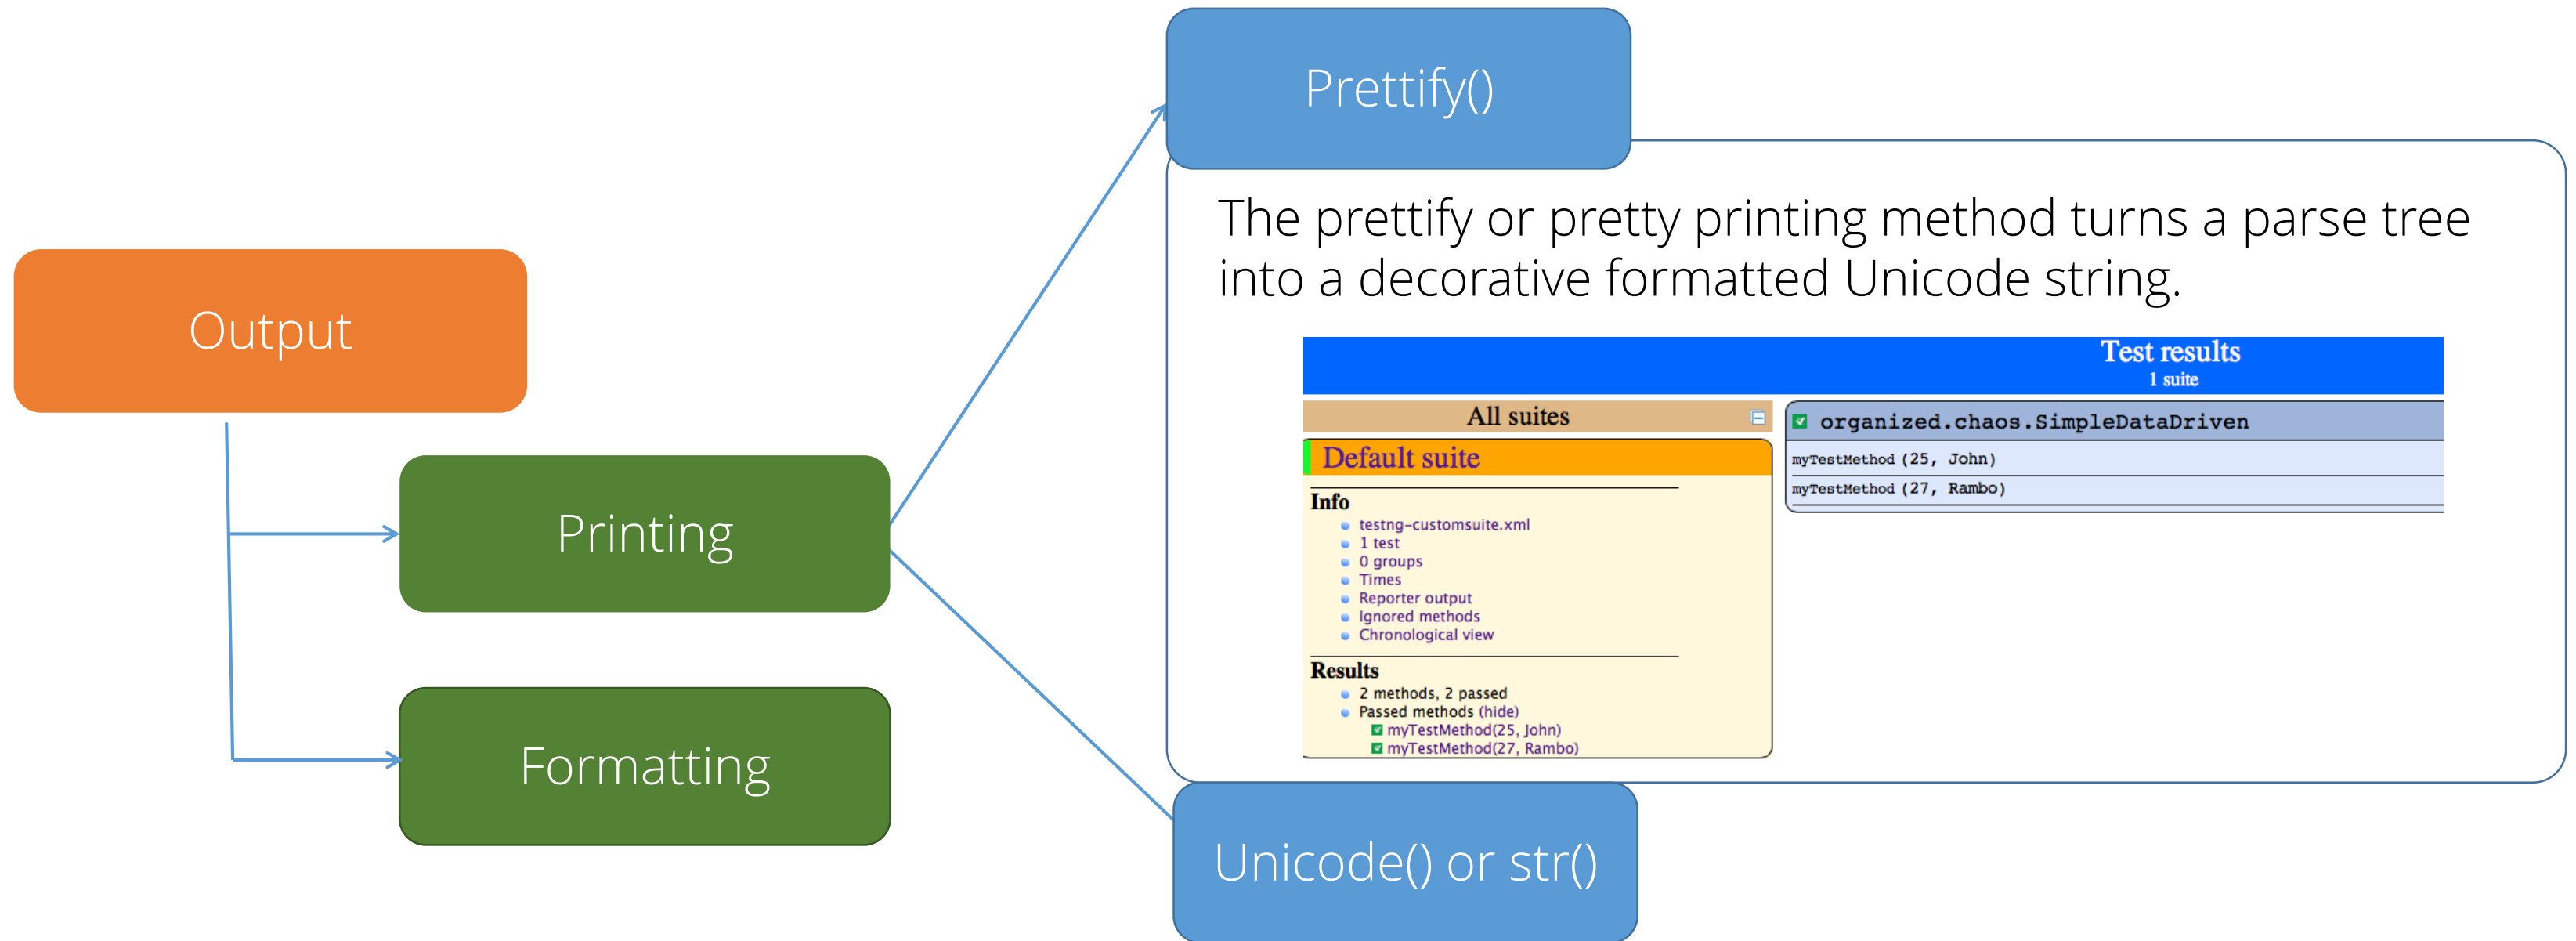 Output
Printing
Formatting
Prettify()
The prettify or pretty printing method turns a parse tree
into a decorative formatted Unicode string.
Test results
1 suite
All suites
Default suite
Info
testng-customsuite.xml
1 test
0 groups
Times
Reporter output
Ignored methods
Chronological view
Results
2 methods, 2 passed
Passed methods (hide)
myTestMethod(25, John)
myTestMethod(27, Rambo)
organized.chaos.SimpleDataDriven
myTestMethod (25, John)
myTestMethod (27, Rambo)
Unicode() or str()